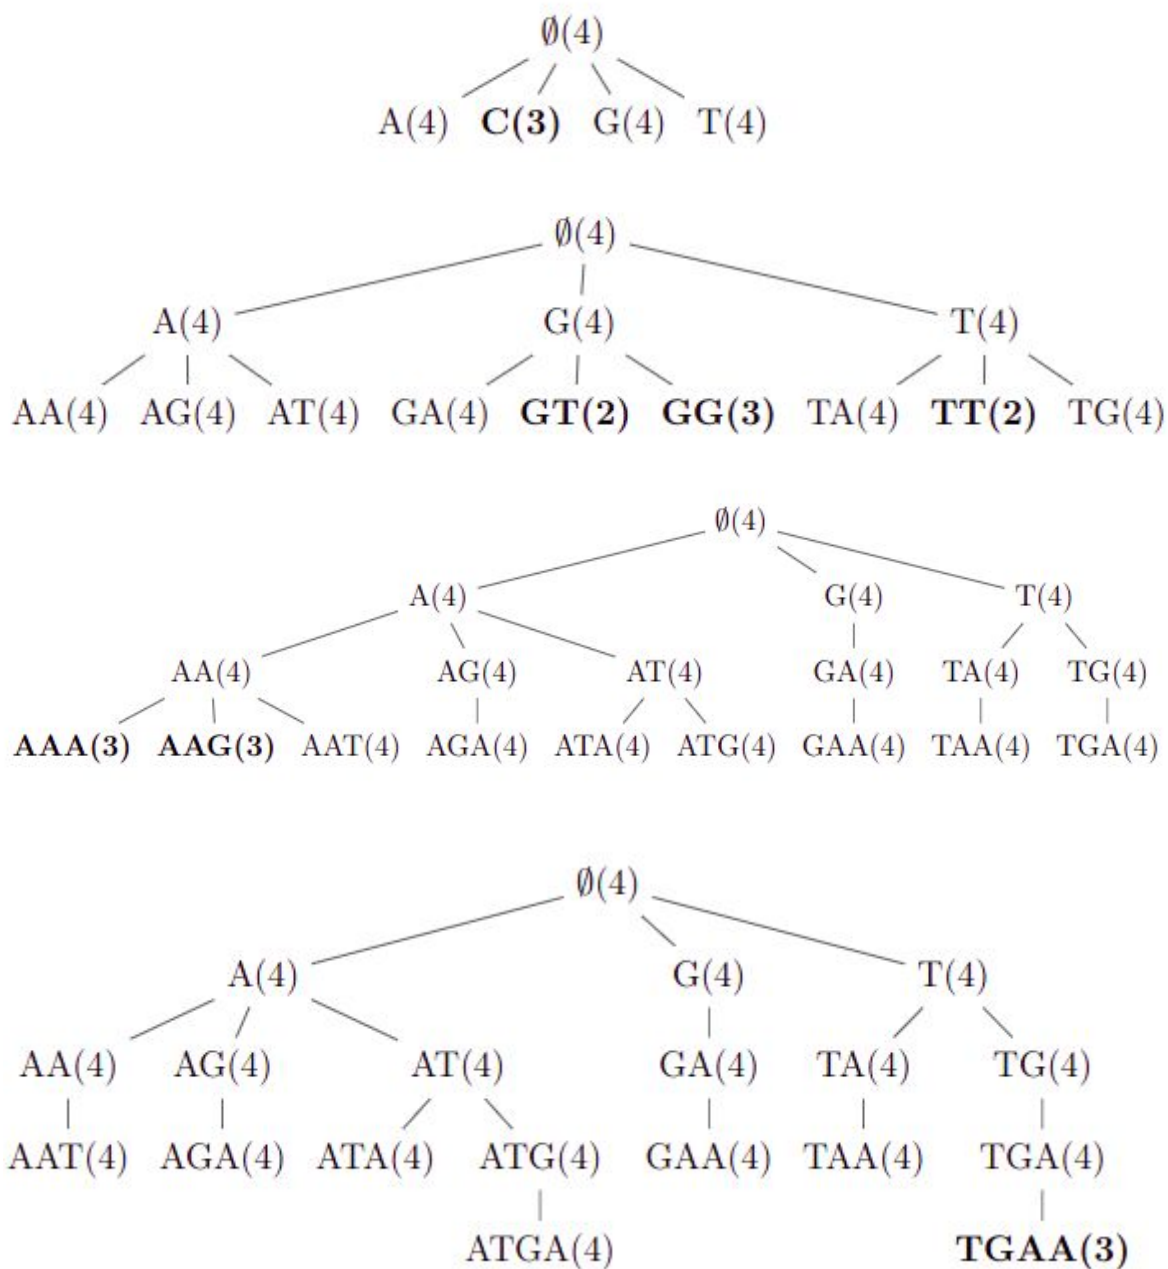 ∅(4)
A(4) C(3) G(4) T(4)
∅(4)
A(4) G(4) T(4)
AA(4) AG(4) AT(4) GA(4) GT(2) GG(3) TA(4) TT(2) TG(4)
∅(4)
A(4) G(4) T(4)
AA(4) AG(4) AT(4) GA(4) TA(4) TG(4)
AAA(3) AAG(3) AAT(4) AGA(4) ATA(4) ATG(4) GAA(4) TAA(4) TGA(4)
∅(4)
A(4) G(4) T(4)
AA(4) AG(4) AT(4) GA(4) TA(4) TG(4)
AAT(4) AGA(4) ATA(4) ATG(4) GAA(4) TAA(4) TGA(4)
ATGA(4) TGAA(3)